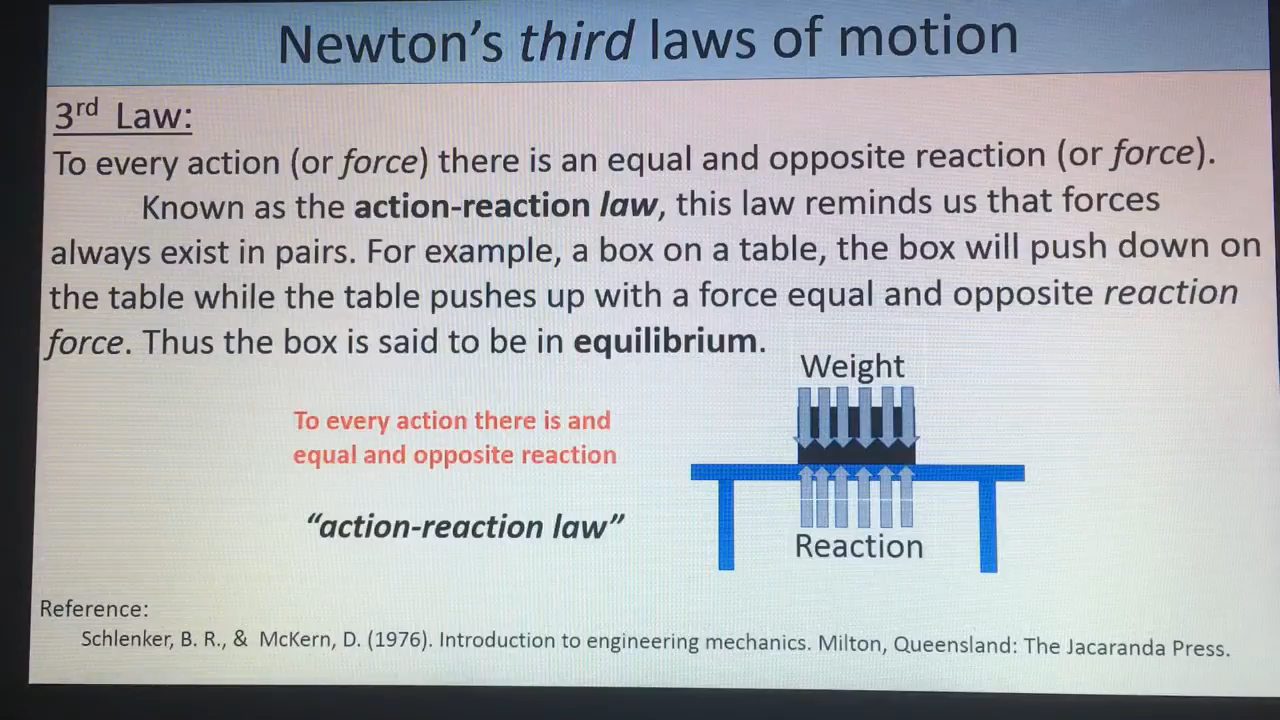 Newton's third laws of motion
3rd Law:
To every action (or force) there is an equal and opposite reaction (or force).
Known as the action-reaction law, this law reminds us that forces
always exist in pairs. For example, a box on a table, the box will push down on
the table while the table pushes up with a force equal and opposite reaction
force. Thus the box is said to be in equilibrium.
Weight
To every action there is and
equal and opposite reaction
"action-reaction law"
Reaction
Reference:
Schlenker, B. R., & McKern, D. (1976). Introduction to engineering mechanics. Milton, Queensland: The Jacaranda Press.